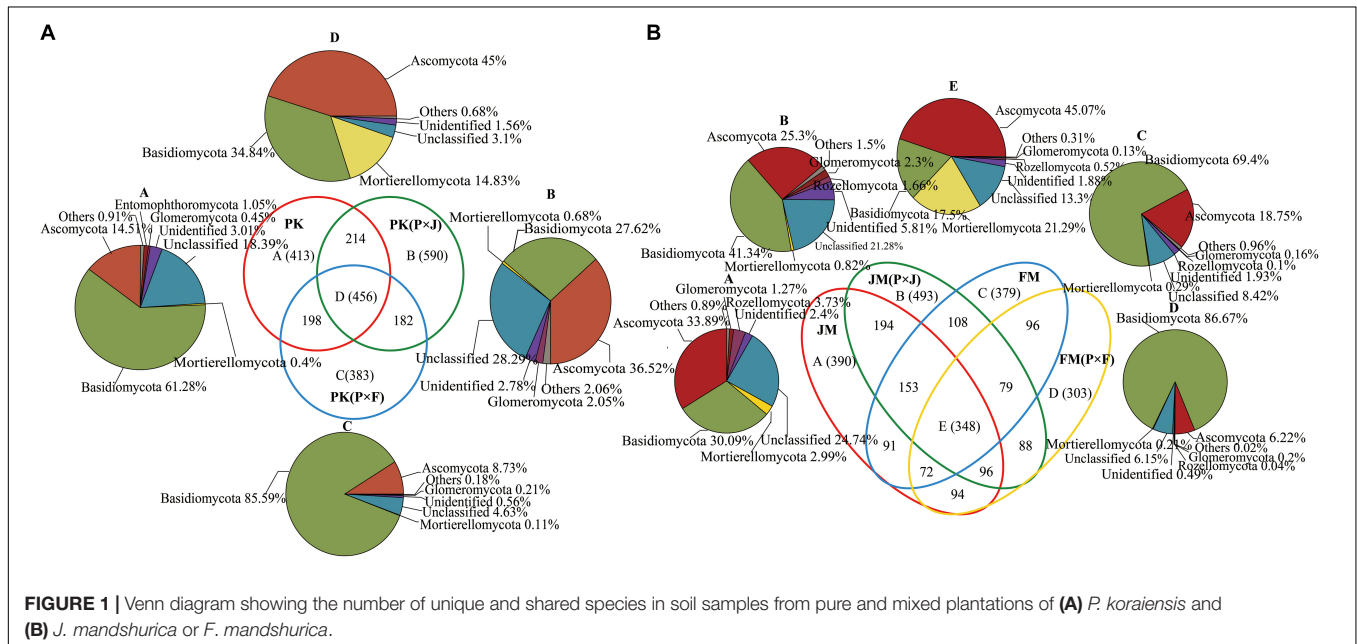 A
D
Ascomycota 45%
Others 0.68%
Unidentified 1.56%
Unclassified 3.1%
Basidiomycota 34.84%
Mortierellomycota 14.83%
A
Entomophthoromycota 1.05%
Others 0.91%
Glomeromycota 0.45%
Ascomycota 14.51%
Unidentified 3.01%
Unclassified 18.39%
Mortierellomycota 0.4%
Basidiomycota 61.28%
PK
PK(P×J)
214
A (413)
B (590)
D (456)
198
182
C(383)
PK(P×F)
B
Mortierellomycota 0.68%
Basidiomycota 27.62%
Unclassified 28.29%
Ascomycota 36.52%
Unidentified 2.78%
Others 2.06%
Glomeromycota 2.05%
C
Ascomycota 8.73%
Others 0.18%
Glomeromycota 0.21%
Basidiomycota 85.59%
Unidentified 0.56%
Unclassified 4.63%
Mortierellomycota 0.11%
B
B
Ascomycota 25.3%
Others 1.5%
Glomeromycota 2.3%
Rozellomycota 1.66%
Unidentified 5.81%
Unclassified 21.28%
Basidiomycota 41.34%
Mortierellomycota 0.82%
E
Ascomycota 45.07%
Others 0.31%
Glomeromycota 0.13%
Rozellomycota 0.52%
Unidentified 1.88%
Unclassified 13.3%
Basidiomycota 17.5%
Mortierellomycota 21.29%
C
Basidiomycota 69.4%
Ascomycota 18.75%
Others 0.96%
Glomeromycota 0.16%
Rozellomycota 0.1%
Unidentified 1.93%
Mortierellomycota 0.29%
Unclassified 8.42%
A
Glomeromycota 1.27%
Others 0.89%
Rozellomycota 3.73%
Unidentified 2.4%
Ascomycota 33.89%
Basidiomycota 30.09%
Unclassified 24.74%
Mortierellomycota 2.99%
JM(P×J)
FM
B (493)
C (379)
JM
194
108
96
FM(P×F)
A (390)
153
79
D (303)
E (348)
91
88
72
96
94
D
Basidiomycota 86.67%
Ascomycota 6.22%
Mortierellomycota 0.21%
Others 0.02%
Unclassified 6.15%
Glomeromycota 0.2%
Rozellomycota 0.04%
Unidentified 0.49%
FIGURE 1 | Venn diagram showing the number of unique and shared species in soil samples from pure and mixed plantations of (A) P. koraiensis and
(B) J. mandshurica or F. mandshurica.